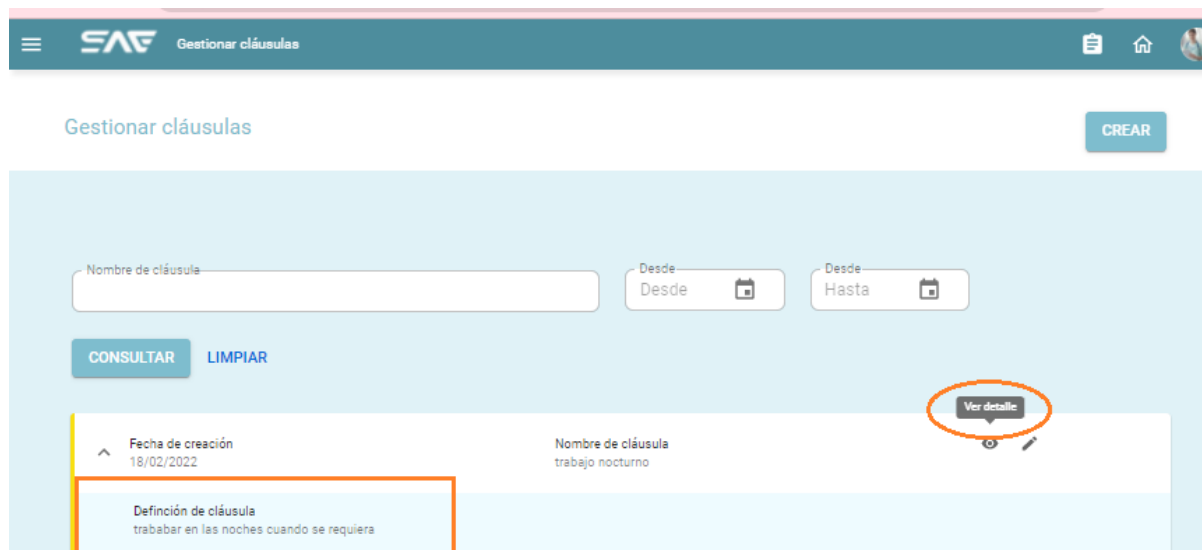 SAE Gestionar cláusulas
Gestionar cláusulas
CREAR
Nombre de cláusula
Desde
Desde
Desde
Hasta
CONSULTAR LIMPIAR
Ver detalle
Fecha de creación
18/02/2022
Nombre de cláusula
trabajo nocturno
Definción de cláusula
trababar en las noches cuando se requiera